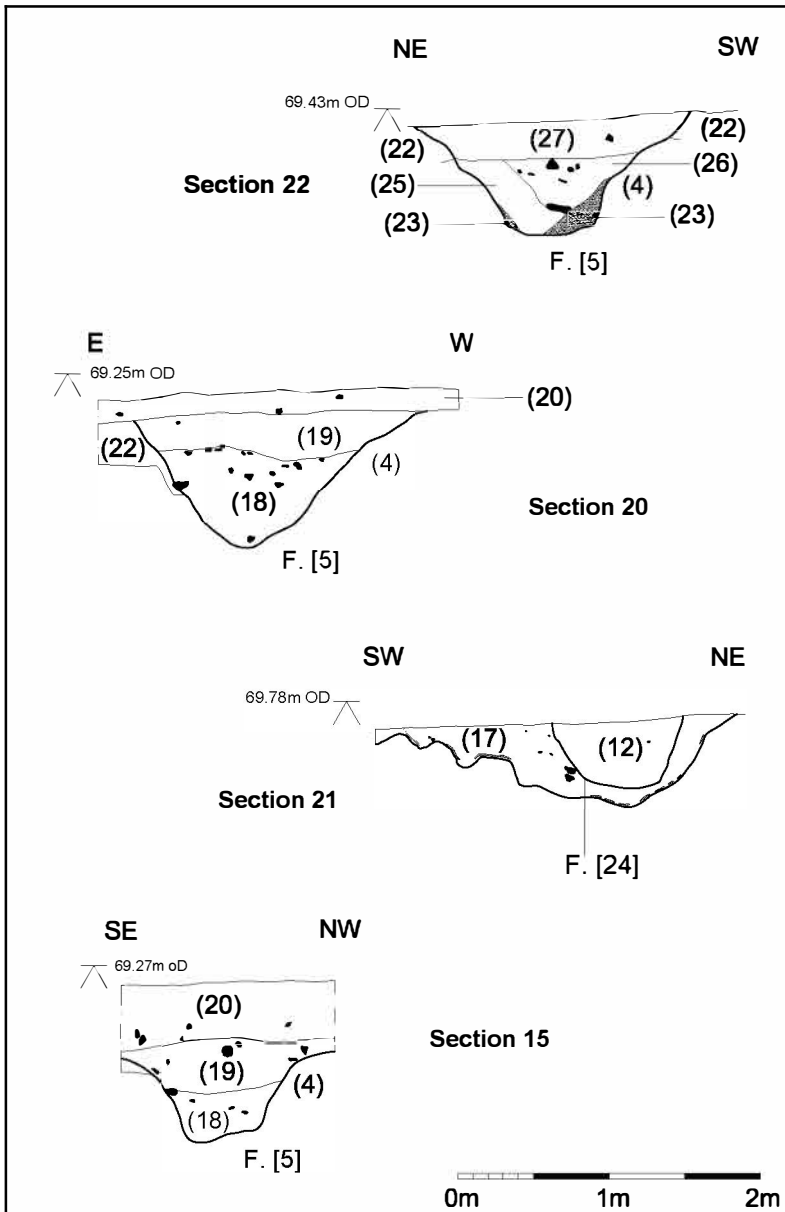 NE SW
69.43m OD
(22) (27) (22)
Section 22 (25) (26)
(4)
(23) (23)
F. [5]
E W
69.25m OD
(20)
(22) (19) (4)
(18) Section 20
F. [5]
SW NE
69.78m OD
(17) (12)
Section 21
F. [24]
SE NW
69.27m oD
(20)
Section 15
(19) (4)
(18)
F. [5]
0m 1m 2m